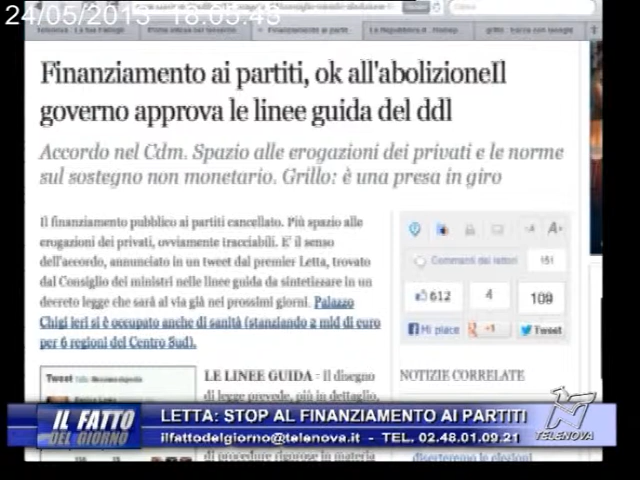 24/05/2013 18:05:43
Finanziamento ai partiti, ok all'abolizioneIl
governo approva le linee guida del ddl
Accordo nel Cdm. Spazio alle erogazioni dei privati e le norme
sul sostegno non monetario. Grillo: è una presa in giro
Il finanziamento pubblico ai partiti cancellato. Più spazio alle
erogazioni dei privati, ovviamente tracciabili. E' il senso
dell'accordo, annunciato in un tweet dal premier Letta, trovato
dal Consiglio dei ministri nelle linee guida da sintetizzare in un
decreto legge che sarà al via già nei prossimi giorni. Palazzo
Chigi ieri si è occupato anche di sanità (stanziando 2 mld di euro
per 6 regioni del Centro Sud).
A+
Commenti dei lettori 151
612 4 109
Mi piace +1 Tweet
NOTIZIE CORRELATE
Tweet
LE LINEE GUIDA - Il disegno
di legge prevede, più in dettaglio,
IL FATTO
DEL GIORNO
LETTA: STOP AL FINANZIAMENTO AI PARTITI
ilfattodelgiorno@telenova.it - TEL. 02.48.01.09.21
TELENOVA
di procedure rigorose in materia
diserteremo le elezioni